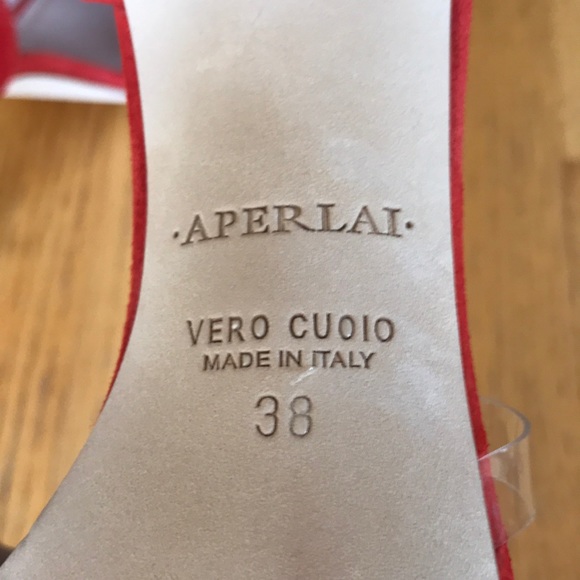 ·APERLAI·
VERO CUOIO
MADE IN ITALY
38